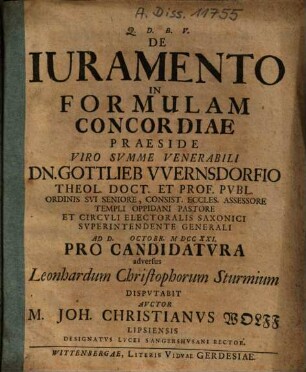 A. Diss. 11755
Q. D. B. V.
DE
IURAMENTO
IN
FORMULAM
CONCORDIAE
PRAESIDE
VIRO SVMME VENERABILI
DN. GOTTLIEB VVERNSDORFIO
THEOL. DOCT. ET PROF. PVBL.
ORDINIS SVI SENIORE, CONSIST. ECCLES. ASSESSORE
TEMPLI OPPIDANI PASTORE
ET CIRCVLI ELECTORALIS SAXONICI
SVPERINTENDENTE GENERALI
AD D. OCTOBR. M DCC XXI.
PRO CANDIDATVRA
adversus
Leonhardum Christophorum Sturmium
DISPVTABIT
AVCTOR
M. JOH. CHRISTIANVS WOLFF
LIPSIENSIS
DESIGNATVS LYCEI SANGERHVSANI RECTOR.
WITTENBERGAE, LITERIS VIDVAE GERDESIAE.